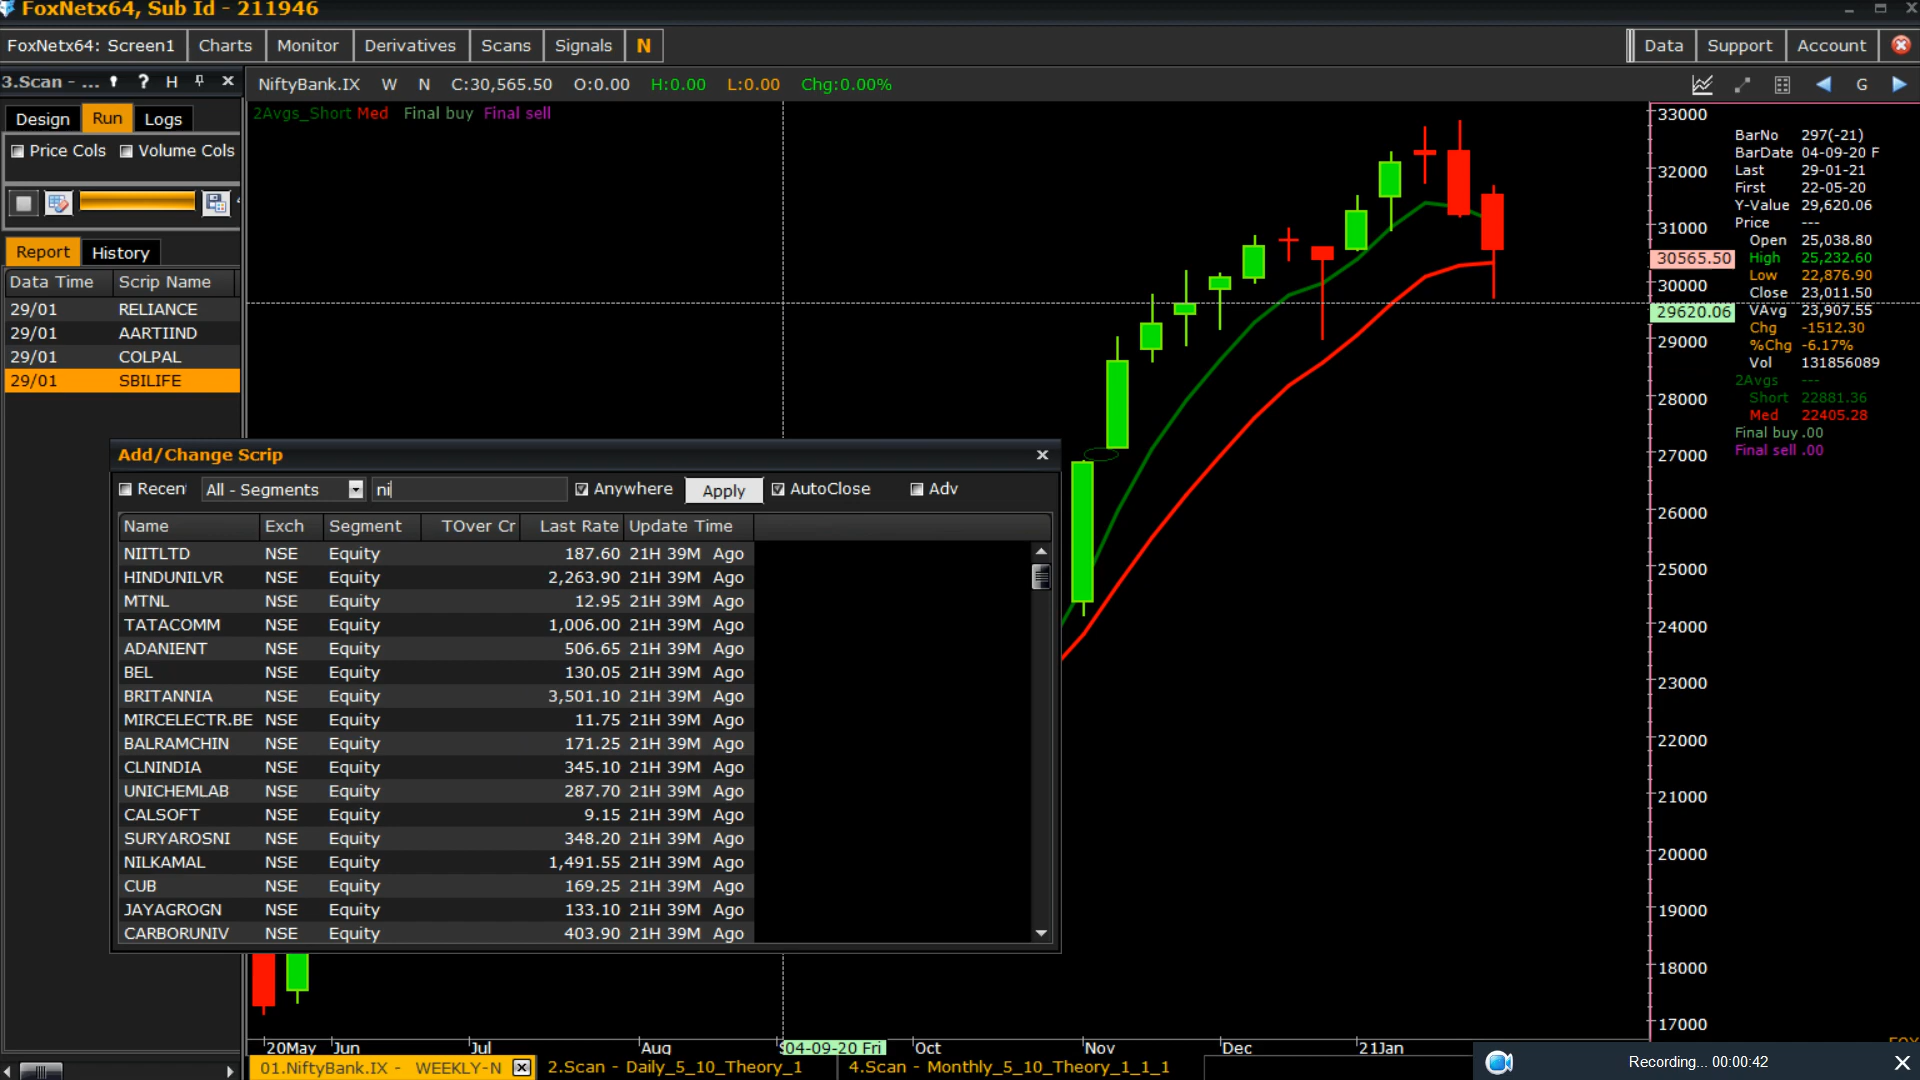 FoxNetx64, Sub Id - 211946
FoxNetx64: Screen1 Charts Monitor Derivatives Scans Signals N Data Support Account
3.Scan - ... ? H
NiftyBank.IX W N C:30,565.50 O:0.00 H:0.00 L:0.00 Chg:0.00% G
Design Run Logs
2Avgs_Short Med Final buy Final sell
Price Cols Volume Cols
Report History
Data Time Scrip Name
29/01 RELIANCE
29/01 AARTIIND
29/01 COLPAL
29/01 SBILIFE
33000
32000
31000
30565.50
30000
29620.06
29000
28000
27000
26000
25000
24000
23000
22000
21000
20000
19000
18000
17000
BarNo 297(-21)
BarDate 04-09-20 F
Last 29-01-21
First 22-05-20
Y-Value 29,620.06
Price ---
Open 25,038.80
High 25,232.60
Low 22,876.90
Close 23,011.50
VAvg 23,907.55
Chg -1512.30
%Chg -6.17%
Vol 131856089
2Avgs ---
Short 22881.36
Med 22405.28
Final buy .00
Final sell .00
Add/Change Scrip
Recent All - Segments ni Anywhere Apply AutoClose Adv
Name Exch Segment TOver Cr Last Rate Update Time
NIITLTD NSE Equity 187.60 21H 39M Ago
HINDUNILVR NSE Equity 2,263.90 21H 39M Ago
MTNL NSE Equity 12.95 21H 39M Ago
TATACOMM NSE Equity 1,006.00 21H 39M Ago
ADANIENT NSE Equity 506.65 21H 39M Ago
BEL NSE Equity 130.05 21H 39M Ago
BRITANNIA NSE Equity 3,501.10 21H 39M Ago
MIRCELECTR.BE NSE Equity 11.75 21H 39M Ago
BALRAMCHIN NSE Equity 171.25 21H 39M Ago
CLNINDIA NSE Equity 345.10 21H 39M Ago
UNICHEMLAB NSE Equity 287.70 21H 39M Ago
CALSOFT NSE Equity 9.15 21H 39M Ago
SURYAROSNI NSE Equity 348.20 21H 39M Ago
NILKAMAL NSE Equity 1,491.55 21H 39M Ago
CUB NSE Equity 169.25 21H 39M Ago
JAYAGROGN NSE Equity 133.10 21H 39M Ago
CARBORUNIV NSE Equity 403.90 21H 39M Ago
20May Jun Jul Aug 04-09-20 Fri Oct Nov Dec 21Jan
01.NiftyBank.IX - WEEKLY-N 2.Scan - Daily_5_10_Theory_1 4.Scan - Monthly_5_10_Theory_1_1_1
Recording... 00:00:42